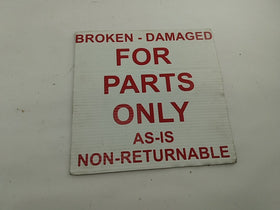 BROKEN - DAMAGED
FOR
PARTS
ONLY
AS-IS
NON-RETURNABLE